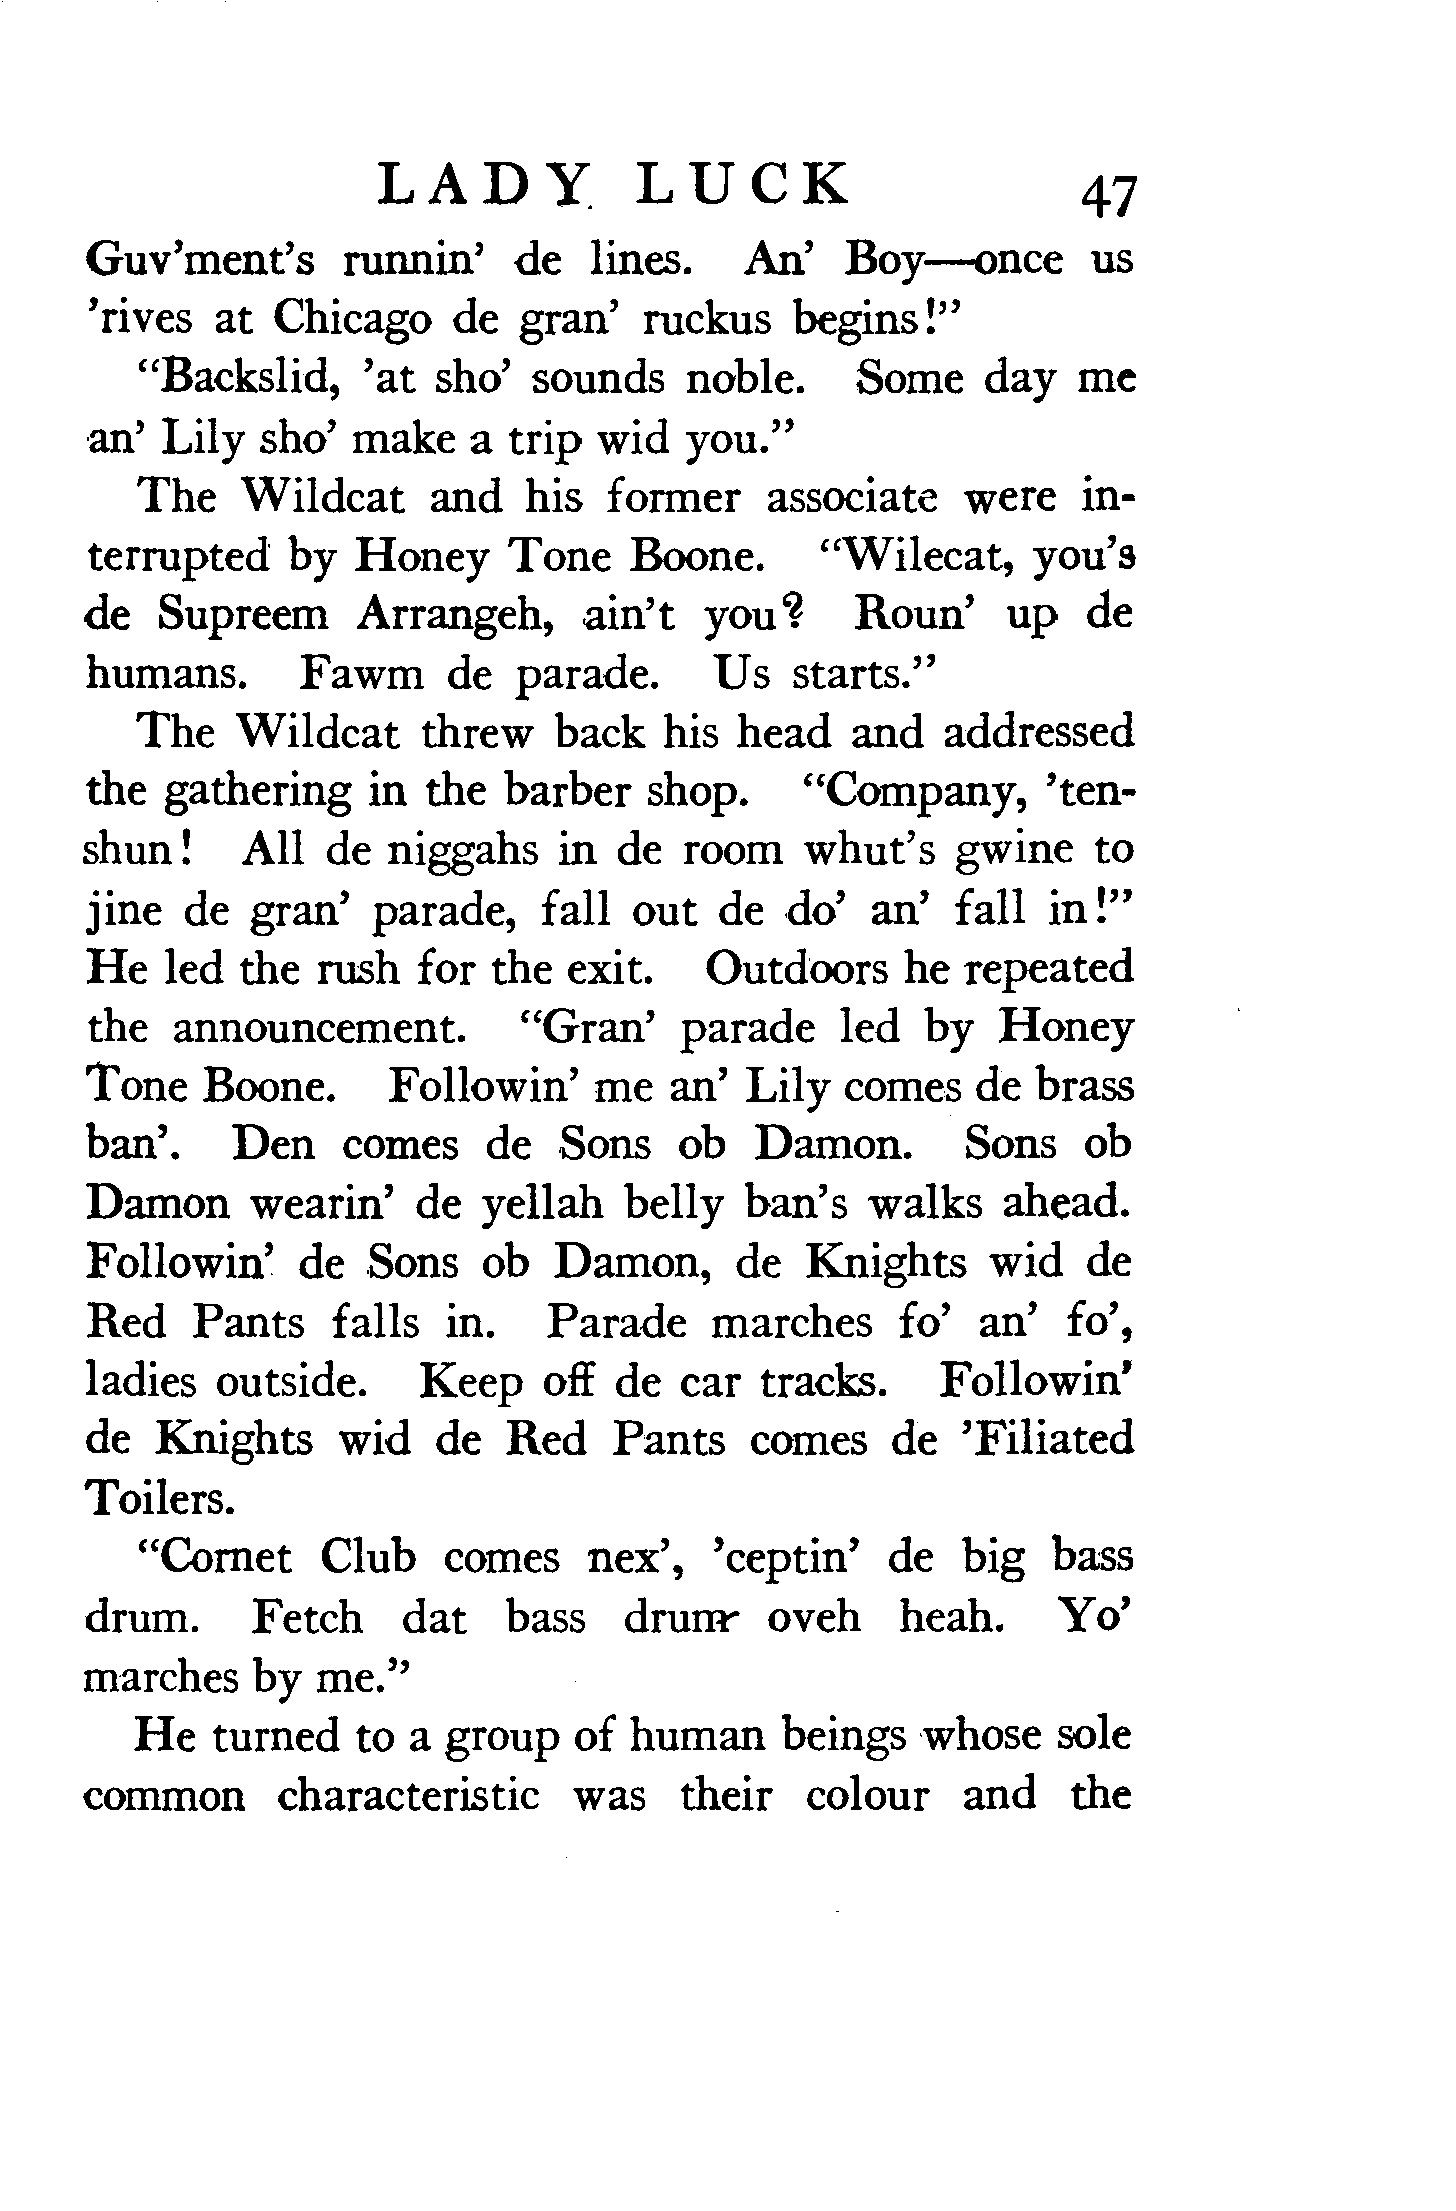 LADY LUCK 47
Guv'ment's runnin' de lines. An' Boy—once us
'rives at Chicago de gran' ruckus begins!"
"Backslid, 'at sho' sounds noble. Some day me
an' Lily sho' make a trip wid you."
The Wildcat and his former associate were in-
terrupted by Honey Tone Boone. "Wilecat, you's
de Supreem Arrangeh, ain't you? Roun' up de
humans. Fawm de parade. Us starts."
The Wildcat threw back his head and addressed
the gathering in the barber shop. "Company, 'ten-
shun! All de niggahs in de room whut's gwine to
jine de gran' parade, fall out de do' an' fall in!"
He led the rush for the exit. Outdoors he repeated
the announcement. "Gran' parade led by Honey
Tone Boone. Followin' me an' Lily comes de brass
ban'. Den comes de Sons ob Damon. Sons ob
Damon wearin' de yellah belly ban's walks ahead.
Followin' de Sons ob Damon, de Knights wid de
Red Pants falls in. Parade marches fo' an' fo',
ladies outside. Keep off de car tracks. Followin'
de Knights wid de Red Pants comes de 'Filiated
Toilers.
"Cornet Club comes nex', 'ceptin' de big bass
drum. Fetch dat bass drum oveh heah. Yo'
marches by me."
He turned to a group of human beings whose sole
common characteristic was their colour and the